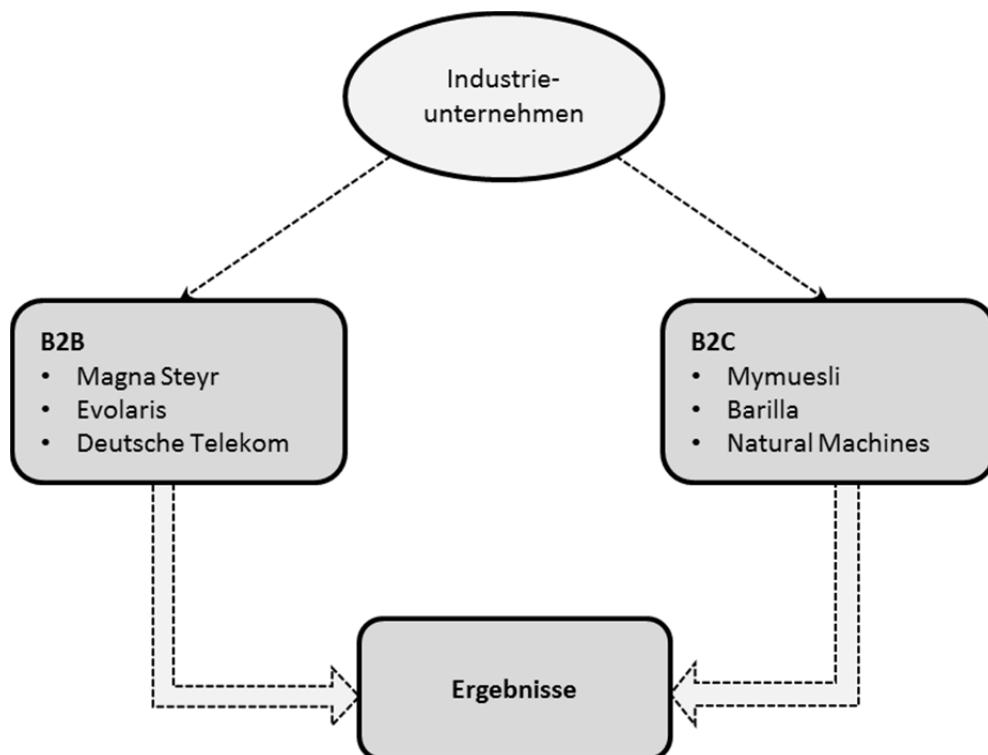 Industrie-
unternehmen
B2B
• Magna Steyr
• Evolaris
• Deutsche Telekom
B2C
• Mymuesli
• Barilla
• Natural Machines
Ergebnisse